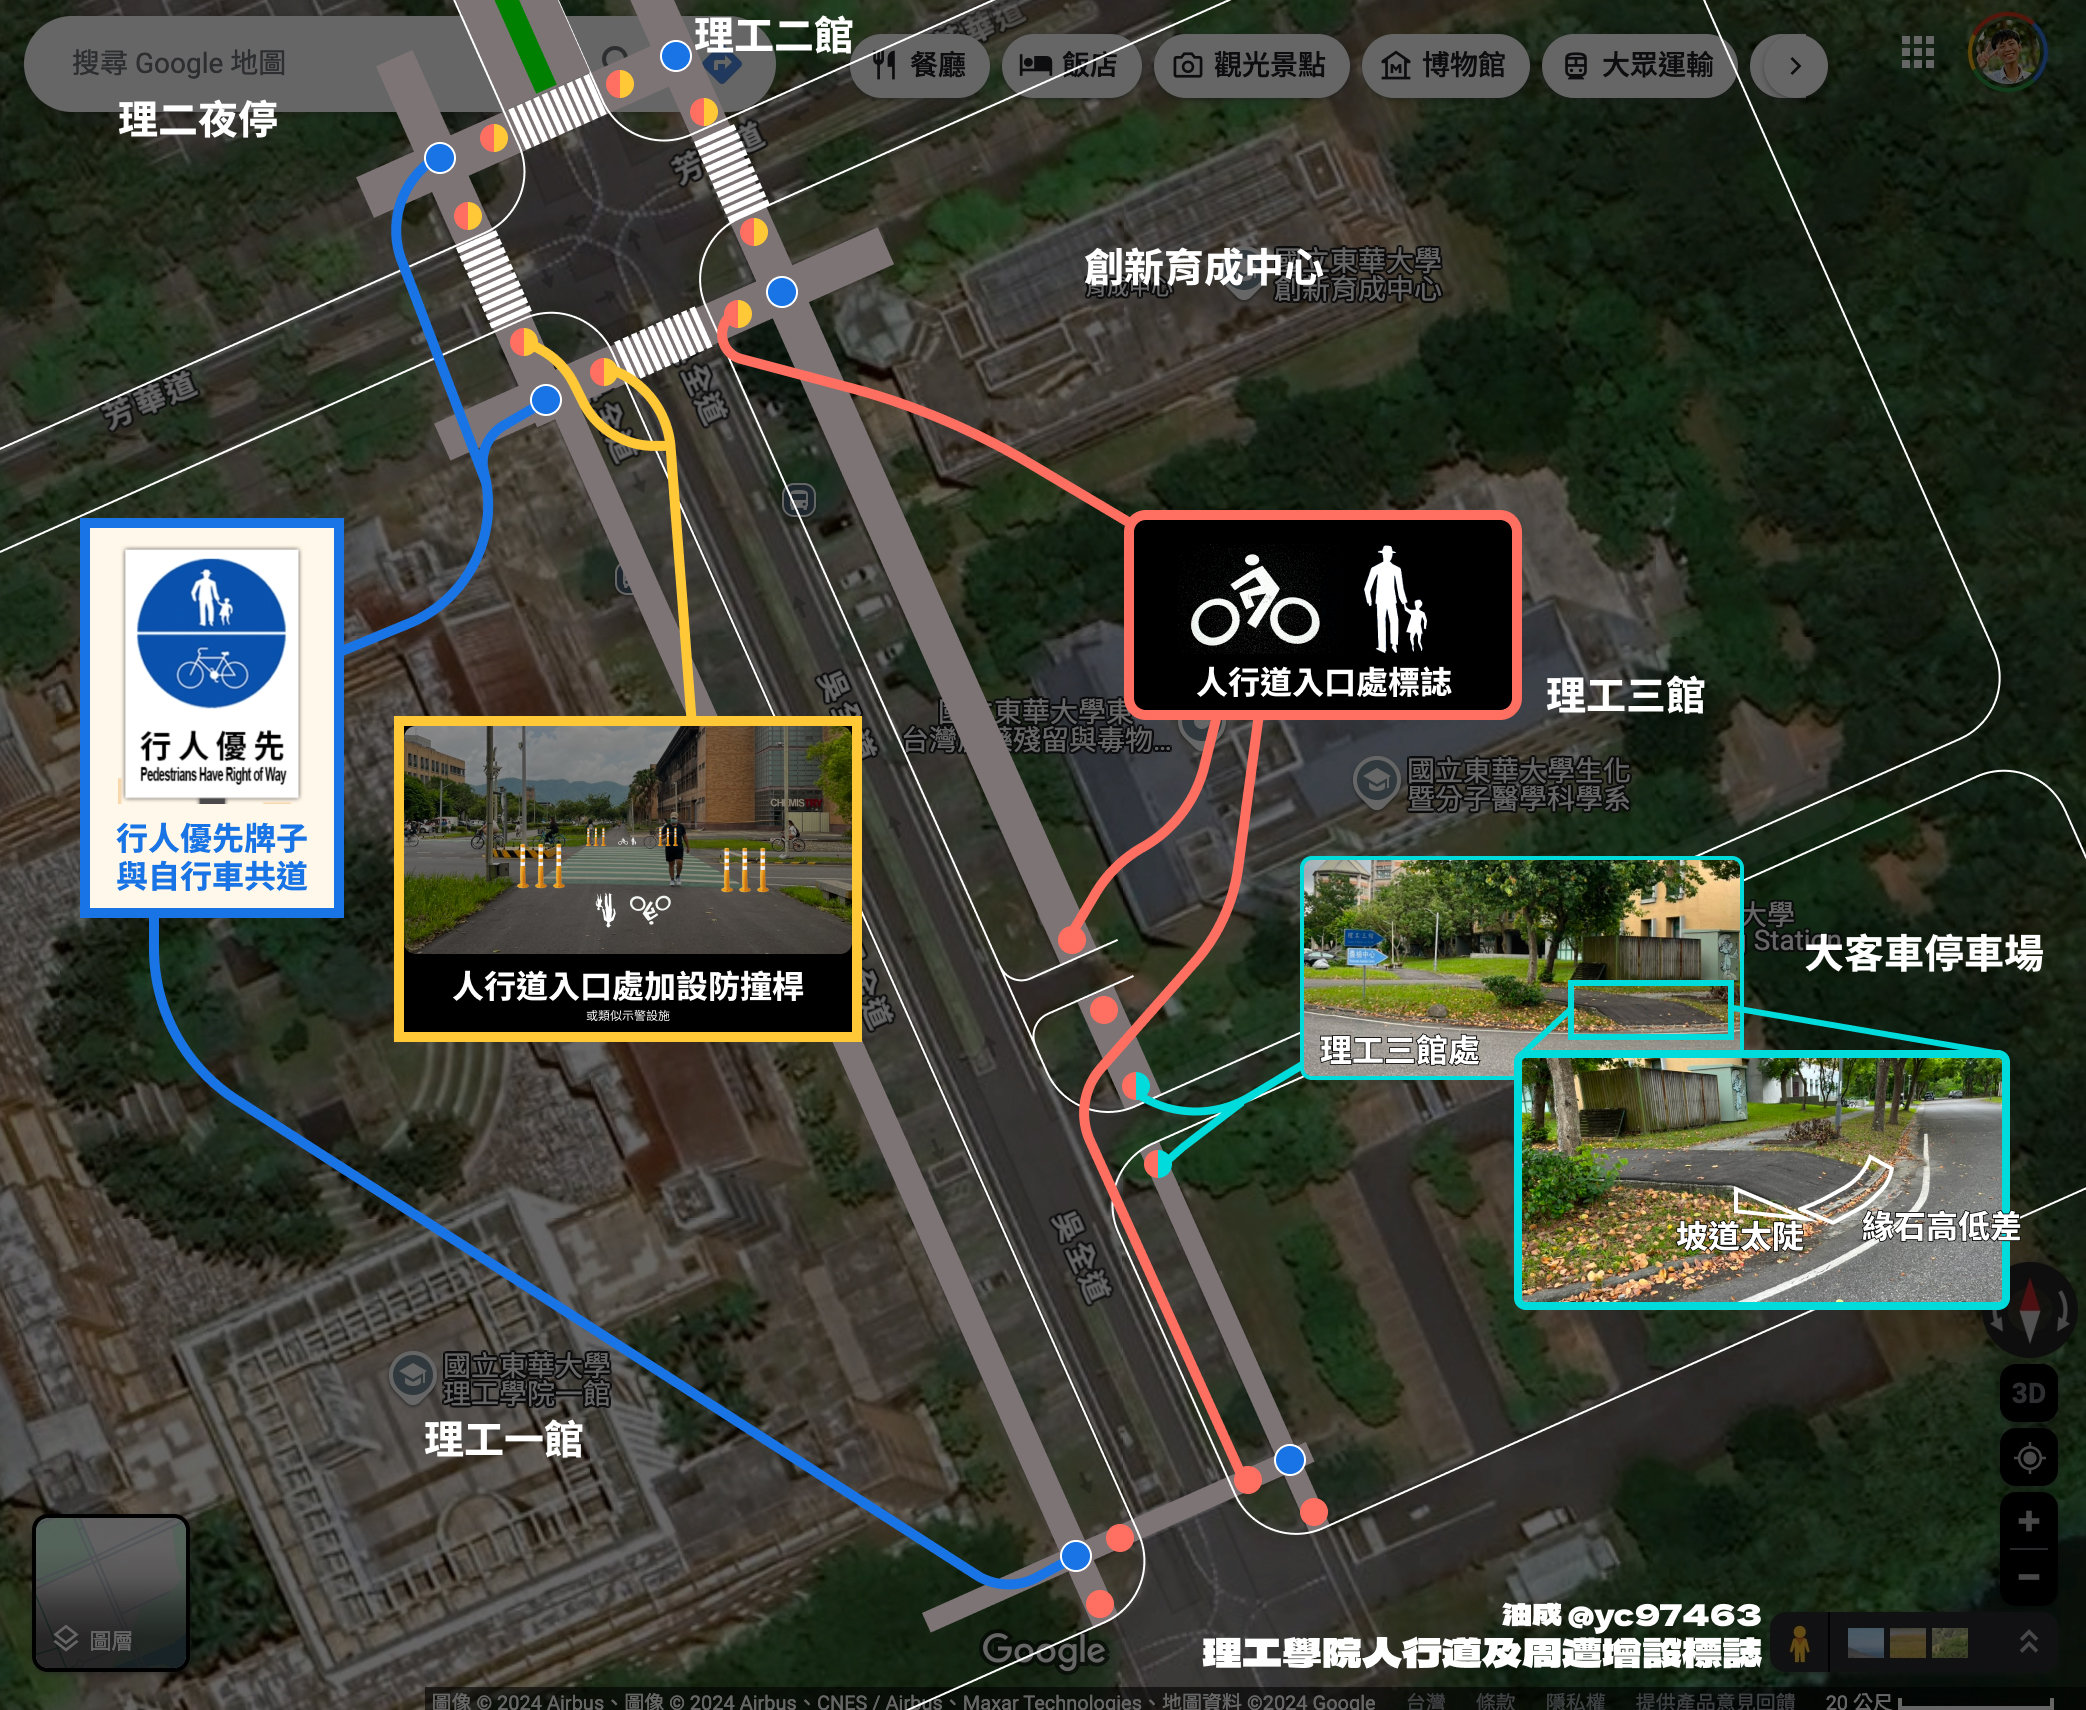 搜尋 Google 地圖
理工二館
餐廳
飯店
觀光景點
博物館
大眾運輸
理二夜停
芳華道
創新育成中心
國立東華大學
創新育成中心
芳華道
吳全道
行人優先
Pedestrians Have Right of Way
行人優先牌子
與自行車共道
人行道入口處標誌
理工三館
吳全道
台灣
國立東華大學生化
暨分子醫學科學系
CHEMISTRY
人行道入口處加設防撞桿
或類似示警設施
大學
Station
大客車停車場
理工三館處
坡道太陡
緣石高低差
吳全道
國立東華大學
理工學院一館
理工一館
3D
圖層
油成 @yc97463
理工學院人行道及周遭增設標誌
Google
圖像 © 2024 Airbus、圖像 © 2024 Airbus、CNES / Airbus、Maxar Technologies、地圖資料 ©2024 Google
台灣
條款
隱私權
提供產品意見回饋
20 公尺